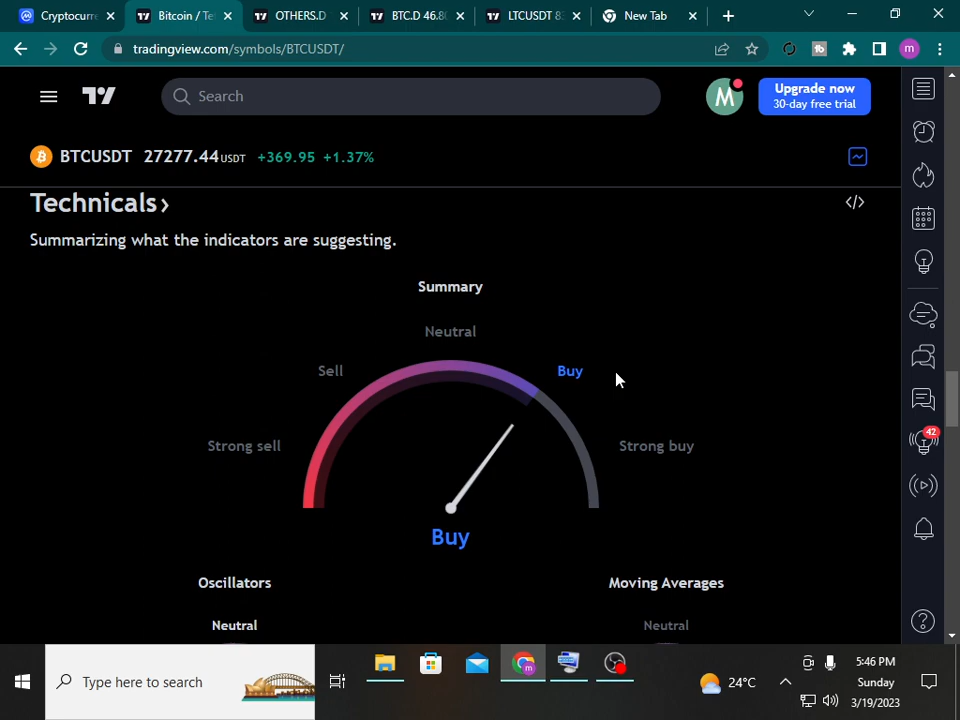 Cryptocurre
Bitcoin / Te
OTHERS.D
BTC.D 46.8
LTCUSDT 8
New Tab
tradingview.com/symbols/BTCUSDT/
fb
m
Search
M
Upgrade now
30-day free trial
BTCUSDT 27277.44 USDT +369.95 +1.37%
Technicals ›
</>
Summarizing what the indicators are suggesting.
Summary
Neutral
Sell
Buy
Strong sell
Strong buy
42
Buy
Oscillators
Moving Averages
Neutral
Neutral
Type here to search
24°C
5:46 PM
Sunday
3/19/2023